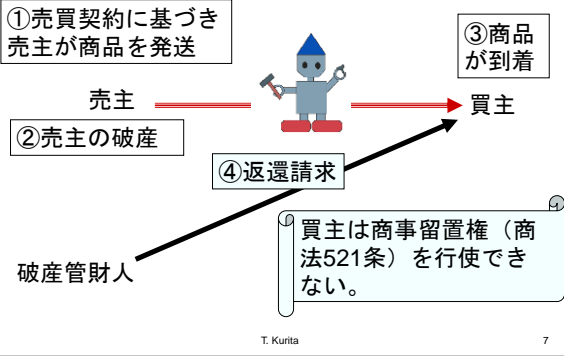 ①売買契約に基づき
売主が商品を発送
③商品
が到着
売主
買主
②売主の破産
④返還請求
買主は商事留置権（商
法521条）を行使でき
ない。
破産管財人
T. Kurita
7